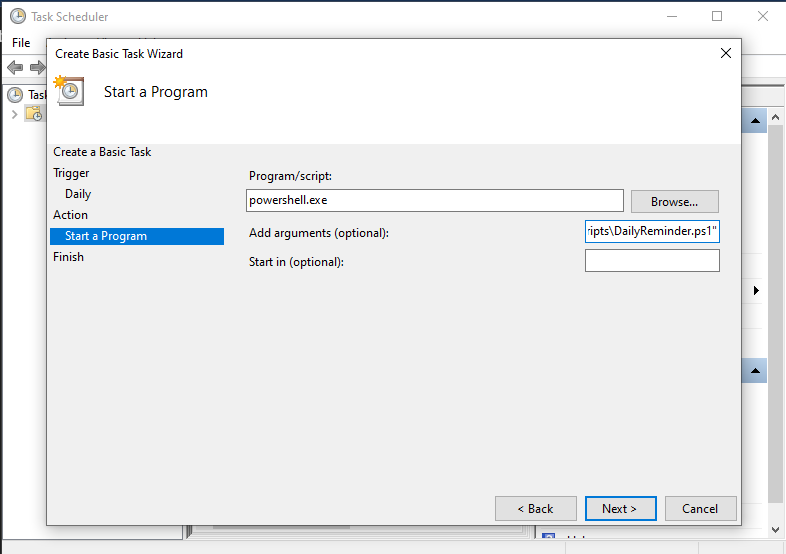 Task Scheduler
File
Create Basic Task Wizard
Start a Program
Create a Basic Task
Trigger
Daily
Action
Start a Program
Finish
Program/script:
powershell.exe
Browse...
Add arguments (optional):
ripts\DailyReminder.ps1"
Start in (optional):
< Back
Next >
Cancel